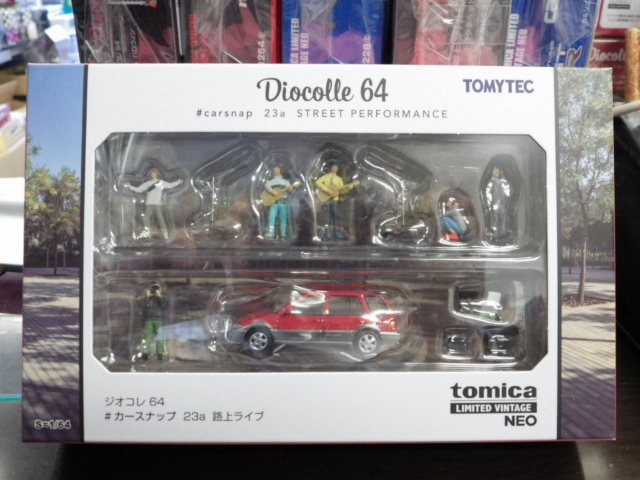 Diocolle 64
TOMYTEC
#carsnap 23a STREET PERFORMANCE
ジオコレ 64
# カースナップ 23a 路上ライブ
S=1/64
tomica
LIMITED VINTAGE
NEO